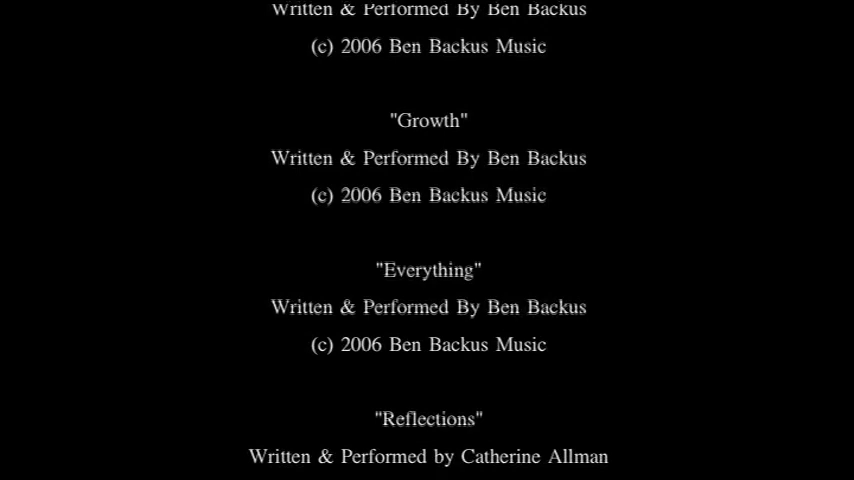 Written & Performed By Ben Backus
(c) 2006 Ben Backus Music
"Growth"
Written & Performed By Ben Backus
(c) 2006 Ben Backus Music
"Everything"
Written & Performed By Ben Backus
(c) 2006 Ben Backus Music
"Reflections"
Written & Performed by Catherine Allman